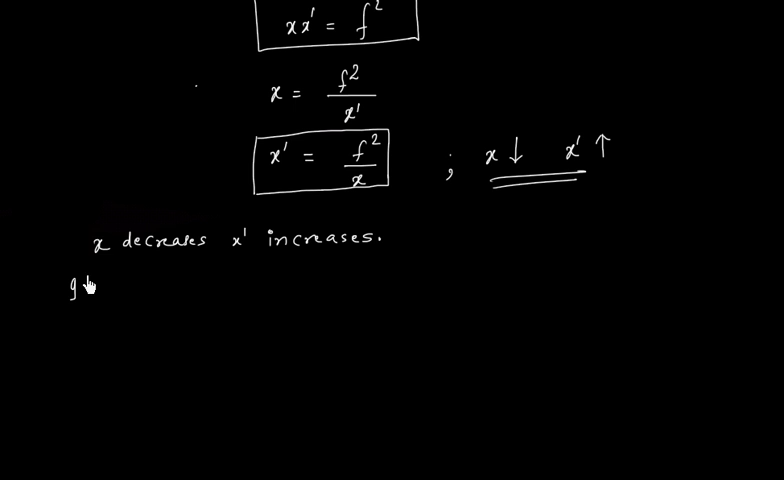 xx' = f²
x = f²/x'
x' = f²/x ; x ↓ x' ↑
x decreases x' increases.